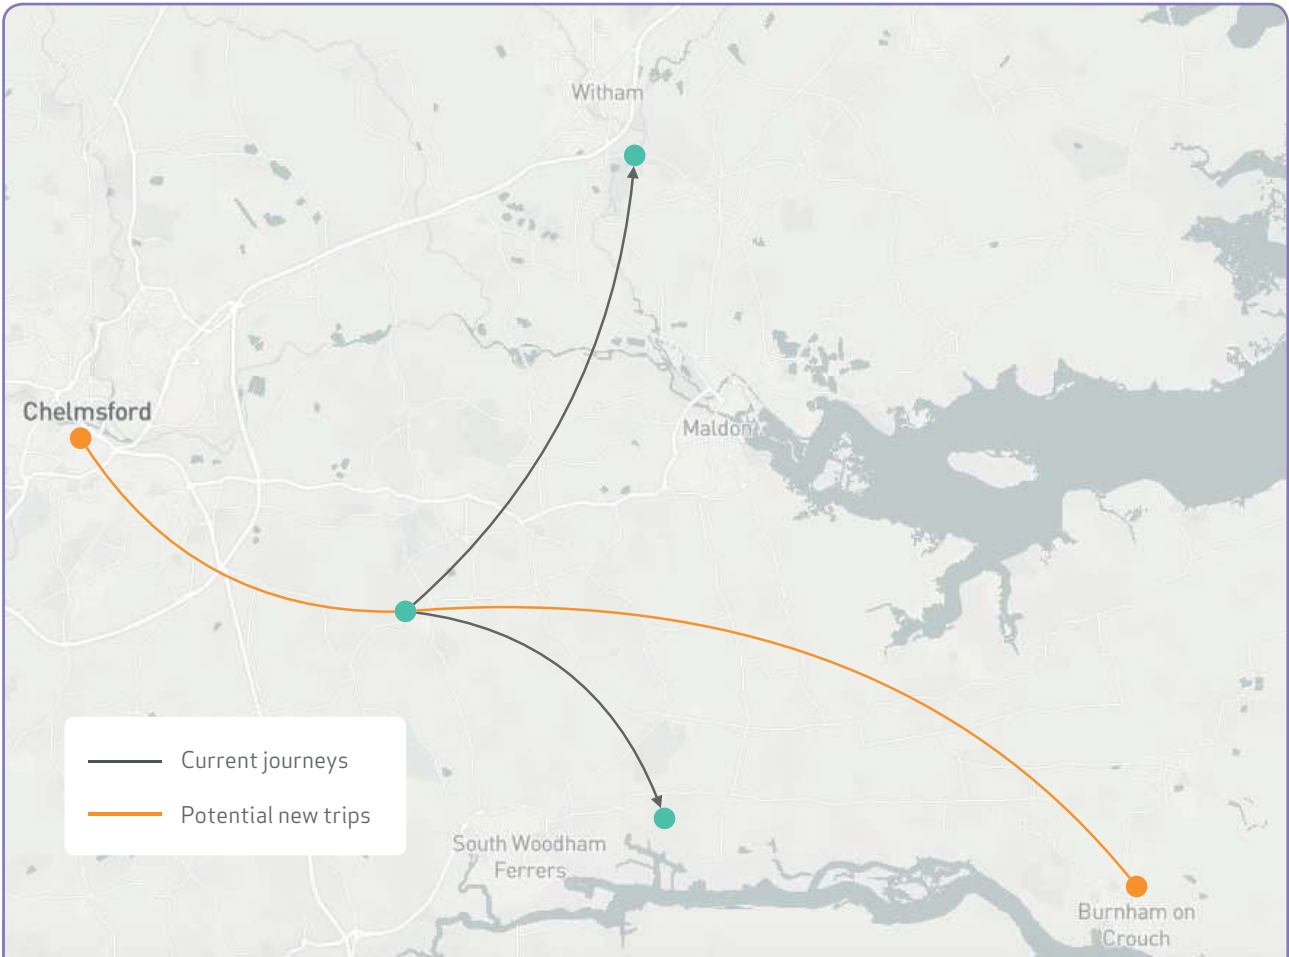 Witham
Chelmsford
Maldon
Current journeys
Potential new trips
South Woodham
Ferrers
Burnham on
Crouch